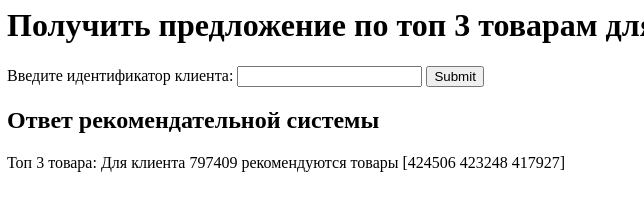 Получить предложение по топ 3 товарам
Введите идентификатор клиента: Submit
Ответ рекомендательной системы
Топ 3 товара: Для клиента 797409 рекомендуются товары [424506 423248 417927]